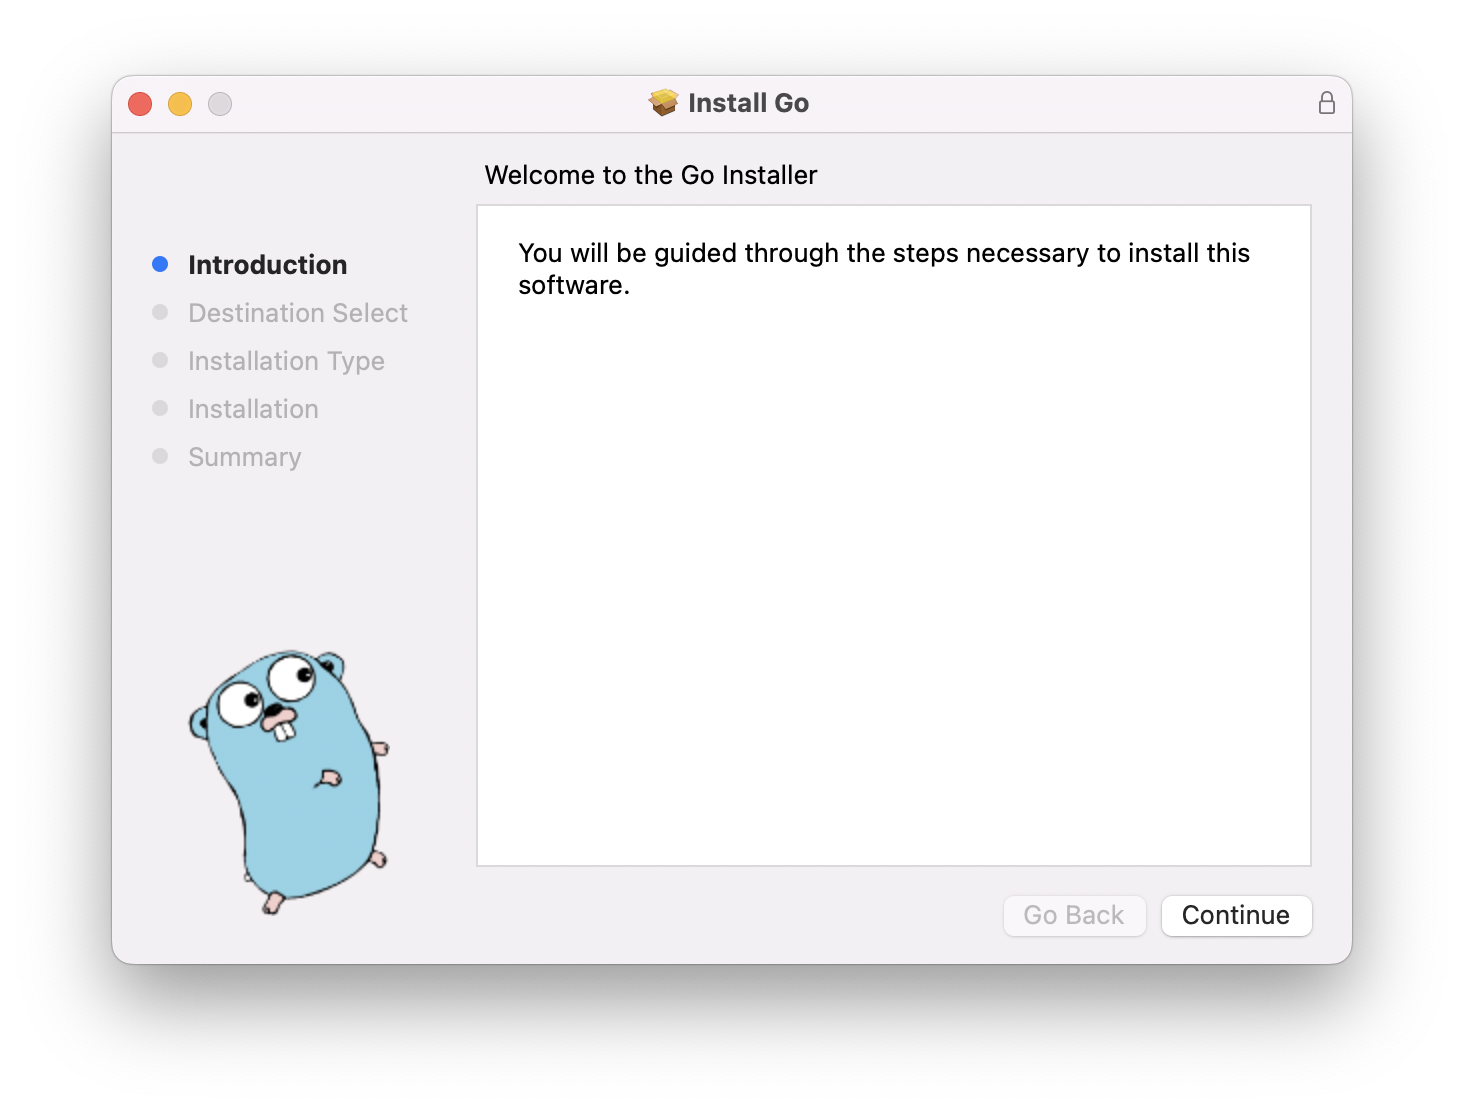 Install Go
Welcome to the Go Installer
Introduction
Destination Select
Installation Type
Installation
Summary
You will be guided through the steps necessary to install this
software.
Go Back
Continue